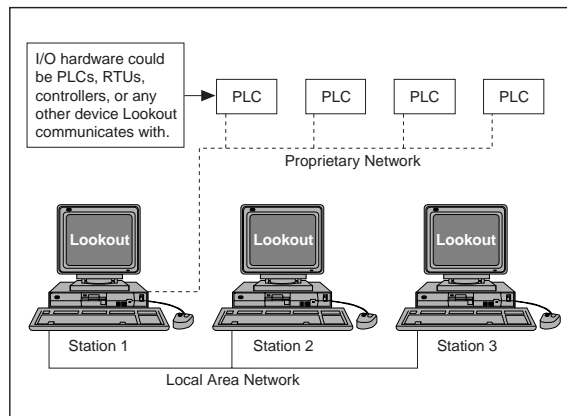 I/O hardware could
be PLCs, RTUs,
controllers, or any
other device Lookout
communicates with.
PLC
PLC
PLC
PLC
Proprietary Network
Lookout
Lookout
Lookout
Station 1
Station 2
Station 3
Local Area Network